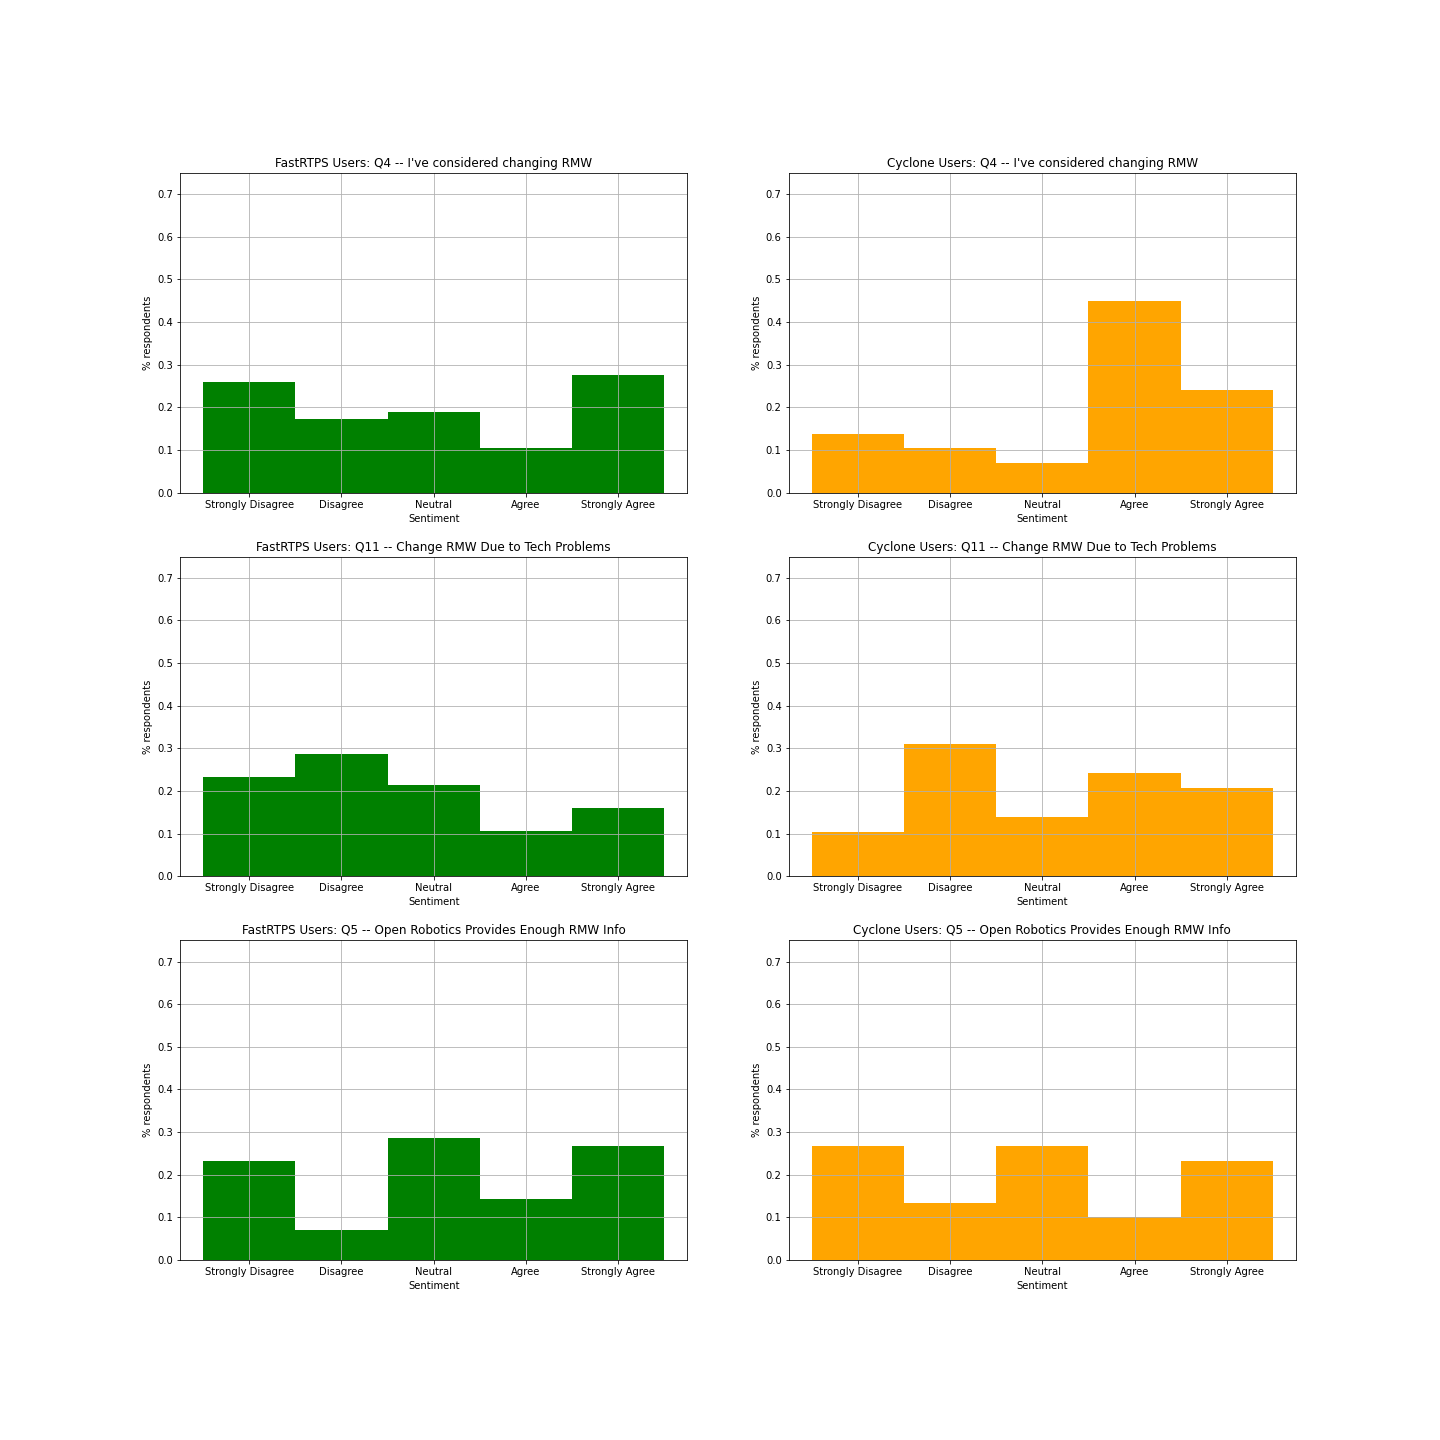 FastRTPS Users: Q4 -- I've considered changing RMW
0.7
0.6
0.5
0.4
0.3
0.2
0.1
0.0
% respondents
Strongly Disagree Disagree Neutral Agree Strongly Agree
Sentiment
Cyclone Users: Q4 -- I've considered changing RMW
0.7
0.6
0.5
0.4
0.3
0.2
0.1
0.0
% respondents
Strongly Disagree Disagree Neutral Agree Strongly Agree
Sentiment
FastRTPS Users: Q11 -- Change RMW Due to Tech Problems
0.7
0.6
0.5
0.4
0.3
0.2
0.1
0.0
% respondents
Strongly Disagree Disagree Neutral Agree Strongly Agree
Sentiment
Cyclone Users: Q11 -- Change RMW Due to Tech Problems
0.7
0.6
0.5
0.4
0.3
0.2
0.1
0.0
% respondents
Strongly Disagree Disagree Neutral Agree Strongly Agree
Sentiment
FastRTPS Users: Q5 -- Open Robotics Provides Enough RMW Info
0.7
0.6
0.5
0.4
0.3
0.2
0.1
0.0
% respondents
Strongly Disagree Disagree Neutral Agree Strongly Agree
Sentiment
Cyclone Users: Q5 -- Open Robotics Provides Enough RMW Info
0.7
0.6
0.5
0.4
0.3
0.2
0.1
0.0
% respondents
Strongly Disagree Disagree Neutral Agree Strongly Agree
Sentiment